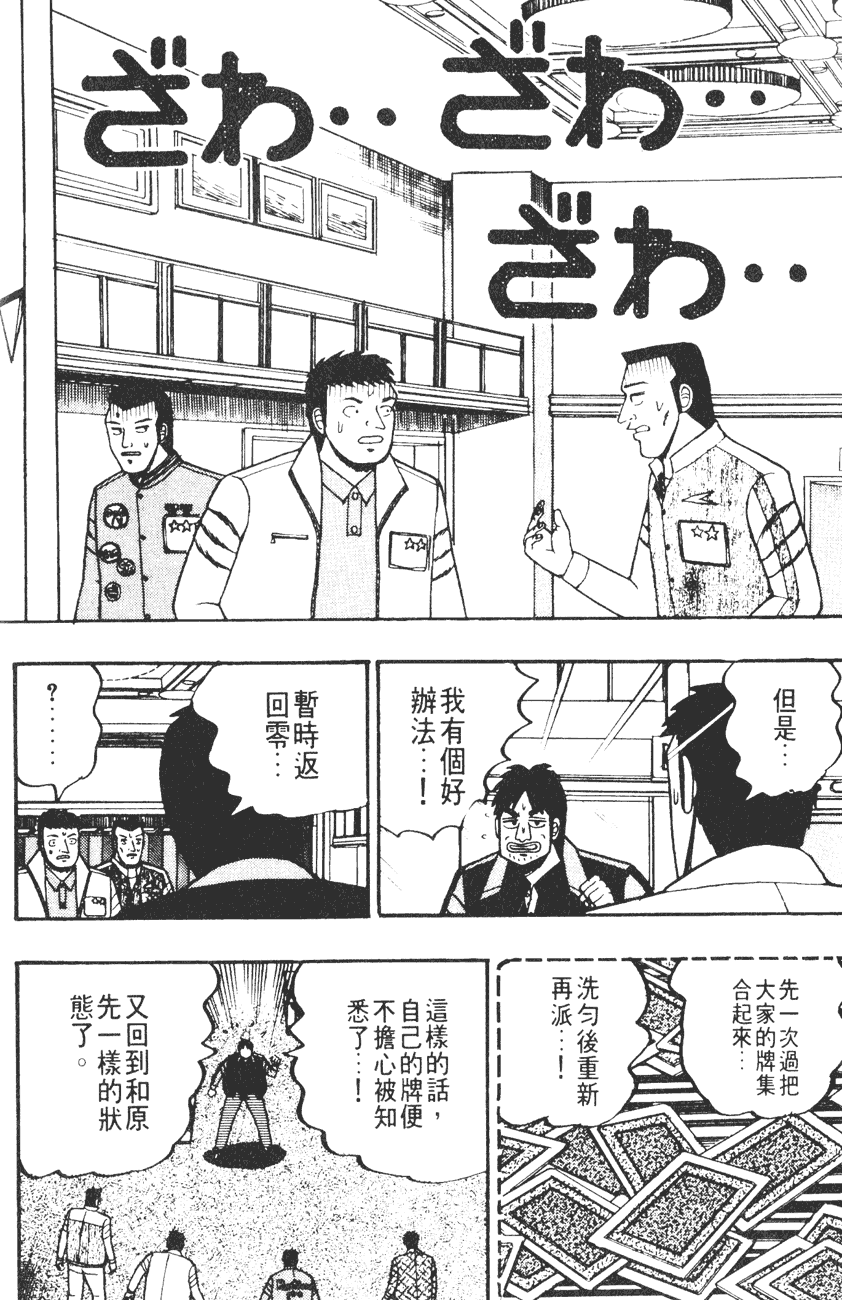 ざわ‥
ざわ‥
ざわ‥
但是…
我有個好
辦法…！
暫時返
回零…
？……
先一次過把
大家的牌集
合起來…
洗匀後重新
再派…！
這樣的話，
自己的牌便
不擔心被知
悉了…！
又回到和原
先一樣的狀
態了。